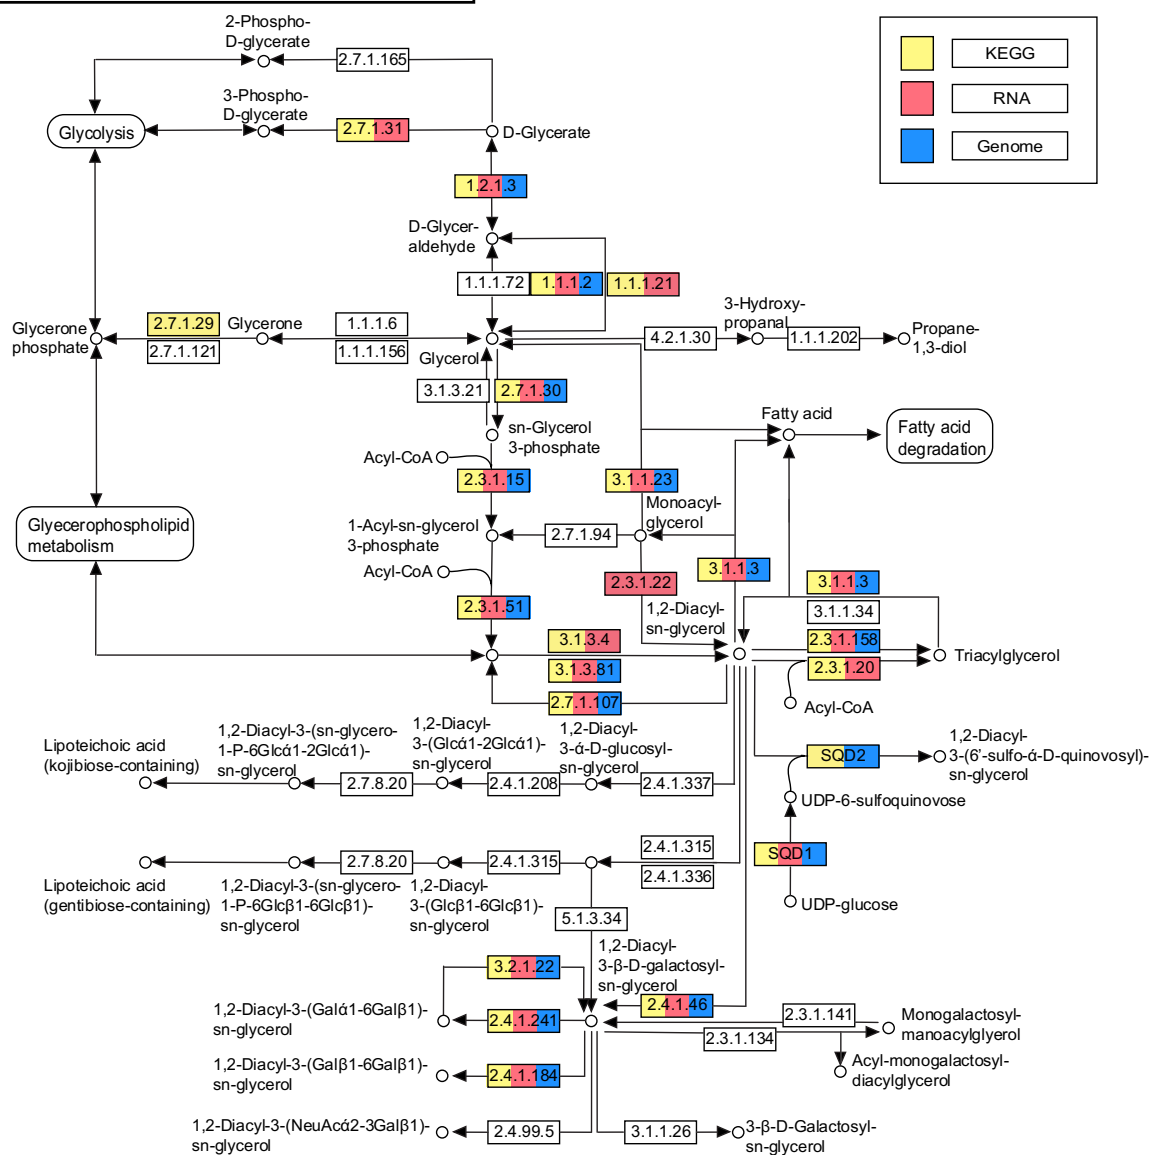 2-Phospho-
D-glycerate
2.7.1.165
KEGG
RNA
Genome
3-Phospho-
D-glycerate
Glycolysis
2.7.1.31
D-Glycerate
1.2.1.3
D-Glycer-
aldehyde
1.1.1.72
1.1.1.2
1.1.1.21
3-Hydroxy-
propanal
Glycerone
phosphate
2.7.1.29
2.7.1.121
Glycerone
1.1.1.6
1.1.1.156
Glycerol
4.2.1.30
1.1.1.202
Propane-
1,3-diol
3.1.3.21
2.7.1.30
Fatty acid
sn-Glycerol
3-phosphate
Fatty acid
degradation
Acyl-CoA
2.3.1.15
3.1.1.23
Monoacyl-
glycerol
Glyecerophospholipid
metabolism
1-Acyl-sn-glycerol
3-phosphate
2.7.1.94
Acyl-CoA
3.1.1.3
2.3.1.22
3.1.1.3
3.1.1.34
2.3.1.51
1,2-Diacyl-
sn-glycerol
3.1.3.4
3.1.3.81
2.3.1.158
2.3.1.20
Triacylglycerol
2.7.1.107
Acyl-CoA
Lipoteichoic acid
(kojibiose-containing)
1,2-Diacyl-3-(sn-glycero-
1-P-6Glcά1-2Glcά1)-
sn-glycerol
1,2-Diacyl-
3-(Glcά1-2Glcά1)-
sn-glycerol
1,2-Diacyl-
3-ά-D-glucosyl-
sn-glycerol
SQD2
1,2-Diacyl-
3-(6'-sulfo-ά-D-quinovosyl)-
sn-glycerol
2.7.8.20
2.4.1.208
2.4.1.337
UDP-6-sulfoquinovose
2.7.8.20
2.4.1.315
2.4.1.315
2.4.1.336
SQD1
Lipoteichoic acid
(gentibiose-containing)
1,2-Diacyl-3-(sn-glycero-
1-P-6Glcβ1-6Glcβ1)-
sn-glycerol
1,2-Diacyl-
3-(Glcβ1-6Glcβ1)-
sn-glycerol
UDP-glucose
5.1.3.34
1,2-Diacyl-
3-β-D-galactosyl-
sn-glycerol
3.2.1.22
2.4.1.46
1,2-Diacyl-3-(Galά1-6Galβ1)-
sn-glycerol
2.4.1.241
2.3.1.141
2.3.1.134
Monogalactosyl-
manoacylglyerol
1,2-Diacyl-3-(Galβ1-6Galβ1)-
sn-glycerol
2.4.1.184
Acyl-monogalactosyl-
diacylglycerol
1,2-Diacyl-3-(NeuAcά2-3Galβ1)-
sn-glycerol
2.4.99.5
3.1.1.26
3-β-D-Galactosyl-
sn-glycerol